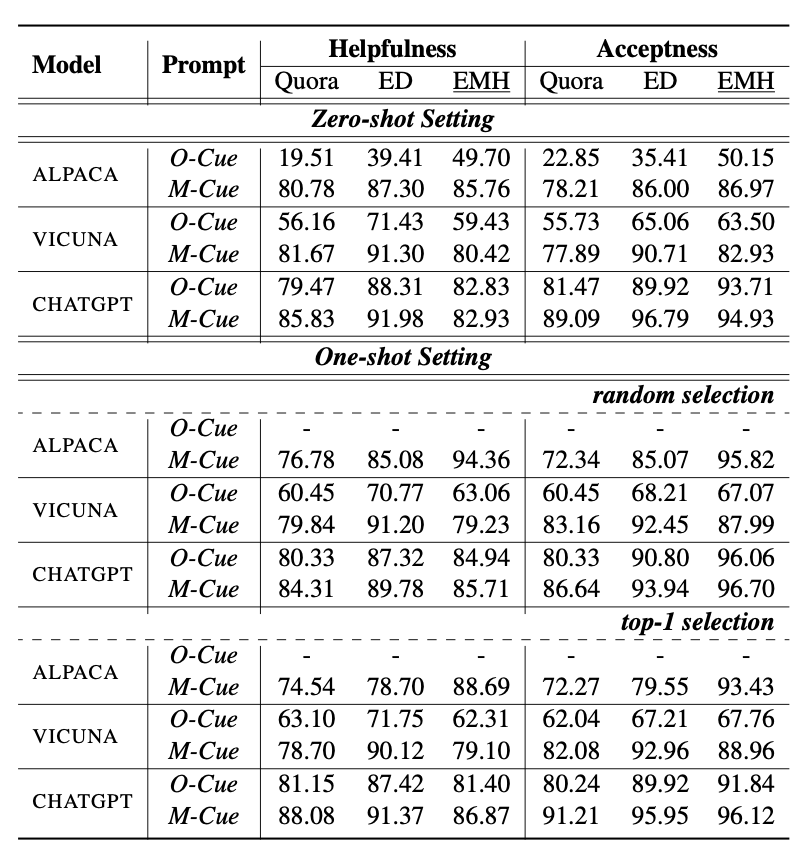 Model Prompt Helpfulness Acceptness
Quora ED EMH Quora ED EMH
Zero-shot Setting
ALPACA O-Cue 19.51 39.41 49.70 22.85 35.41 50.15
M-Cue 80.78 87.30 85.76 78.21 86.00 86.97
VICUNA O-Cue 56.16 71.43 59.43 55.73 65.06 63.50
M-Cue 81.67 91.30 80.42 77.89 90.71 82.93
CHATGPT O-Cue 79.47 88.31 82.83 81.47 89.92 93.71
M-Cue 85.83 91.98 82.93 89.09 96.79 94.93
One-shot Setting
random selection
ALPACA O-Cue - - - - - -
M-Cue 76.78 85.08 94.36 72.34 85.07 95.82
VICUNA O-Cue 60.45 70.77 63.06 60.45 68.21 67.07
M-Cue 79.84 91.20 79.23 83.16 92.45 87.99
CHATGPT O-Cue 80.33 87.32 84.94 80.33 90.80 96.06
M-Cue 84.31 89.78 85.71 86.64 93.94 96.70
top-1 selection
ALPACA O-Cue - - - - - -
M-Cue 74.54 78.70 88.69 72.27 79.55 93.43
VICUNA O-Cue 63.10 71.75 62.31 62.04 67.21 67.76
M-Cue 78.70 90.12 79.10 82.08 92.96 88.96
CHATGPT O-Cue 81.15 87.42 81.40 80.24 89.92 91.84
M-Cue 88.08 91.37 86.87 91.21 95.95 96.12